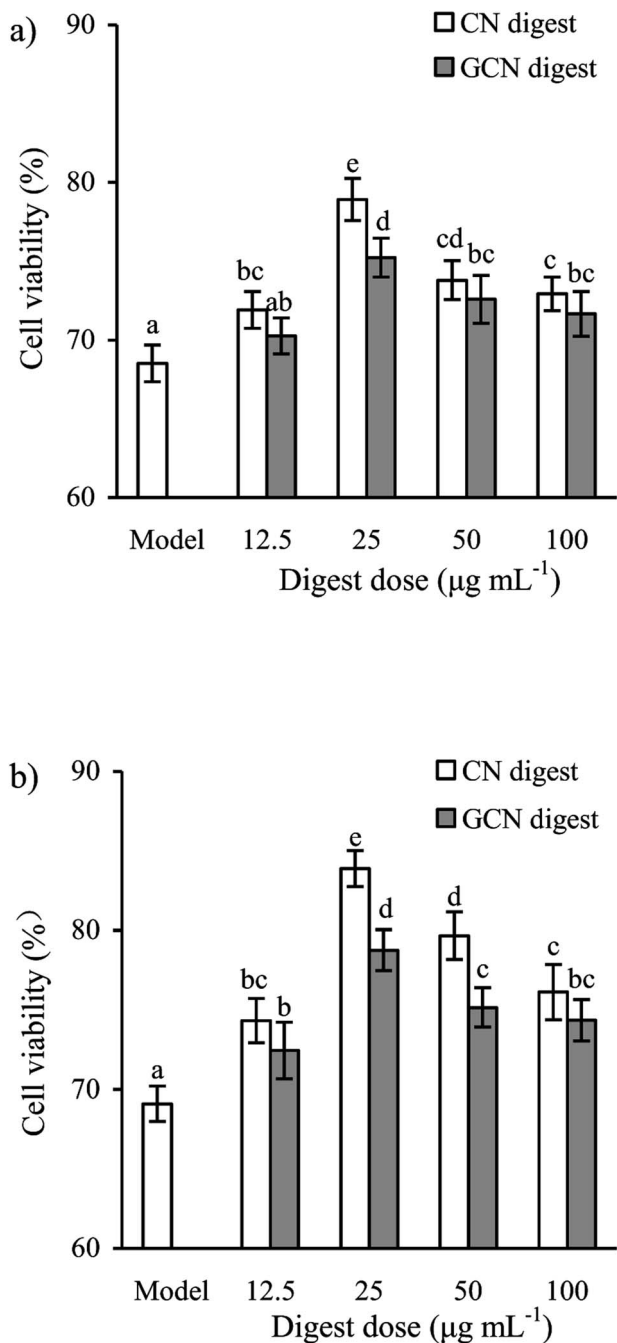 a)
90
80
70
60
Cell viability (%)
CN digest
GCN digest
a
bc
ab
e
d
cd
bc
c
bc
Model 12.5 25 50 100
Digest dose (μg mL⁻¹)
b)
90
80
70
60
Cell viability (%)
CN digest
GCN digest
a
bc
b
e
d
d
c
c
bc
Model 12.5 25 50 100
Digest dose (μg mL⁻¹)